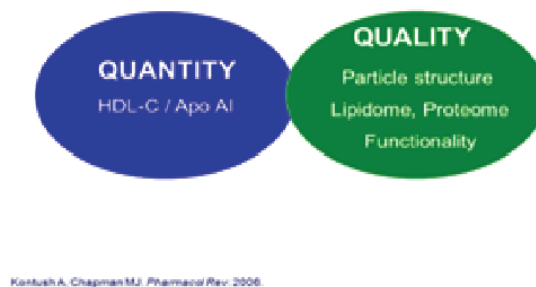 QUANTITY
HDL-C / Apo AI
QUALITY
Particle structure
Lipidome, Proteome
Functionality
Kontush A, Chapman MJ. Pharmacol Rev. 2006.